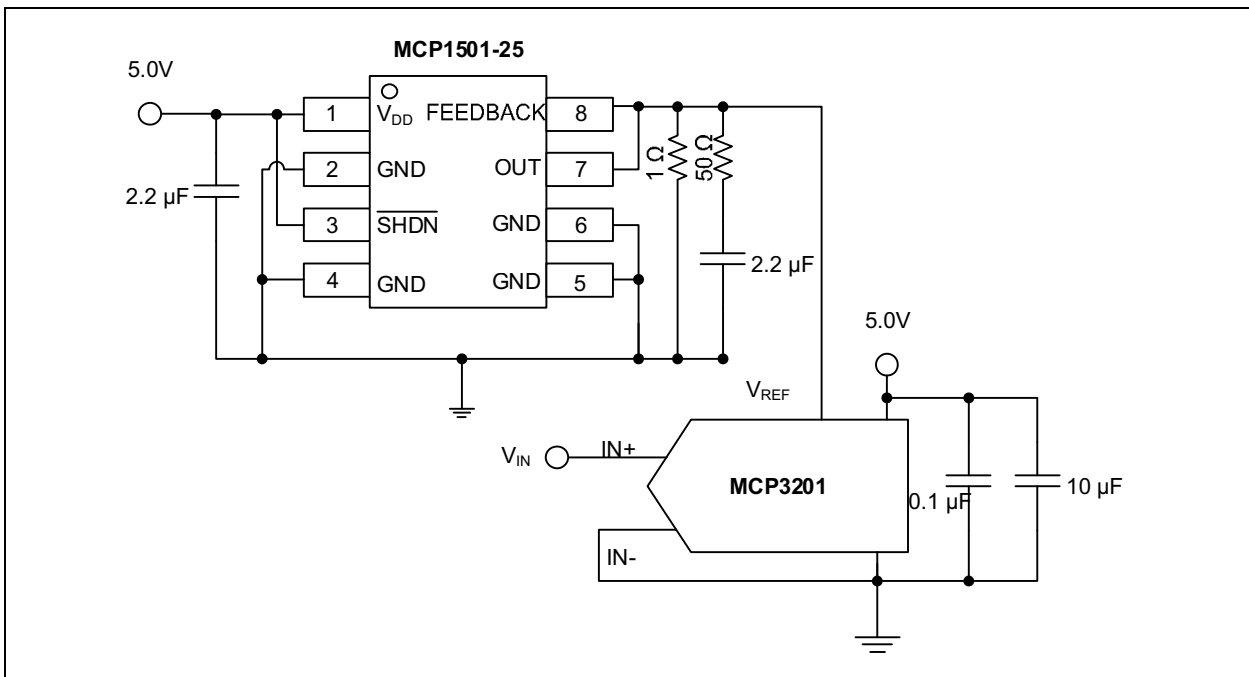 MCP1501-25
5.0V
1
V_DD
FEEDBACK
8
2
GND
OUT
7
2.2 µF
3
SHDN
GND
6
4
GND
GND
5
1 Ω
50 Ω
2.2 µF
5.0V
V_REF
V_IN
IN+
MCP3201
0.1 µF
10 µF
IN-